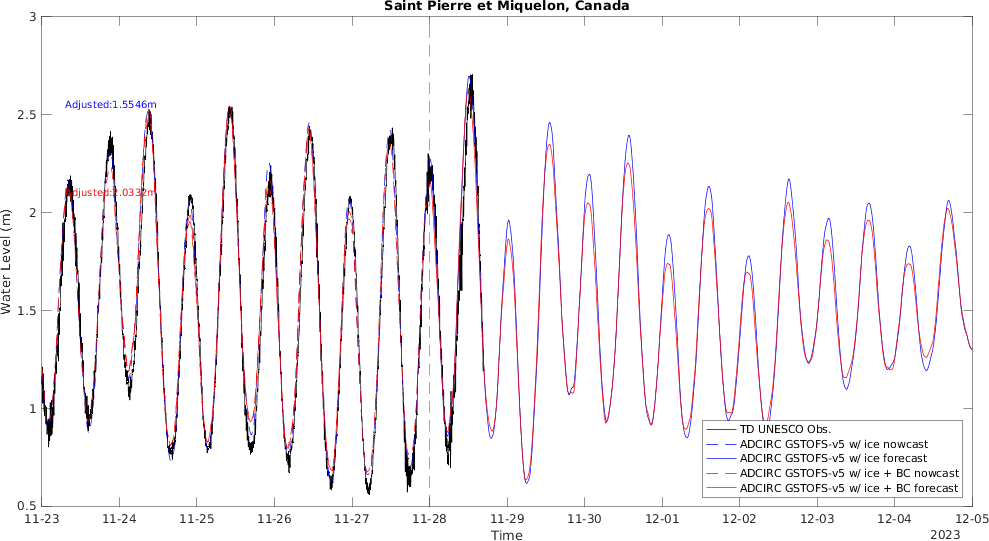 Saint Pierre et Miquelon, Canada
3
2.5
2
1.5
1
0.5
Water Level (m)
Adjusted:1.5546m
Adjusted:2.0332m
TD UNESCO Obs.
ADCIRC GSTOFS-v5 w/ ice nowcast
ADCIRC GSTOFS-v5 w/ ice forecast
ADCIRC GSTOFS-v5 w/ ice + BC nowcast
ADCIRC GSTOFS-v5 w/ ice + BC forecast
11-23 11-24 11-25 11-26 11-27 11-28 11-29 11-30 12-01 12-02 12-03 12-04 12-05
Time
2023